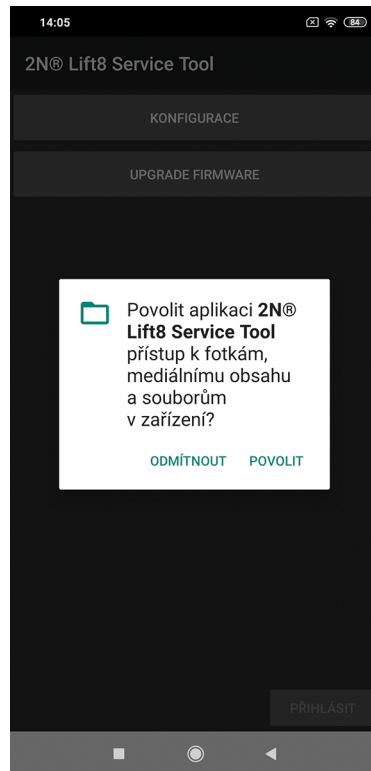 14:05
84
2N® Lift8 Service Tool
KONFIGURACE
UPGRADE FIRMWARE
Povolit aplikaci 2N®
Lift8 Service Tool
přístup k fotkám,
mediálnímu obsahu
a souborům
v zařízení?
ODMÍTNOUT POVOLIT
PŘIHLÁSIT